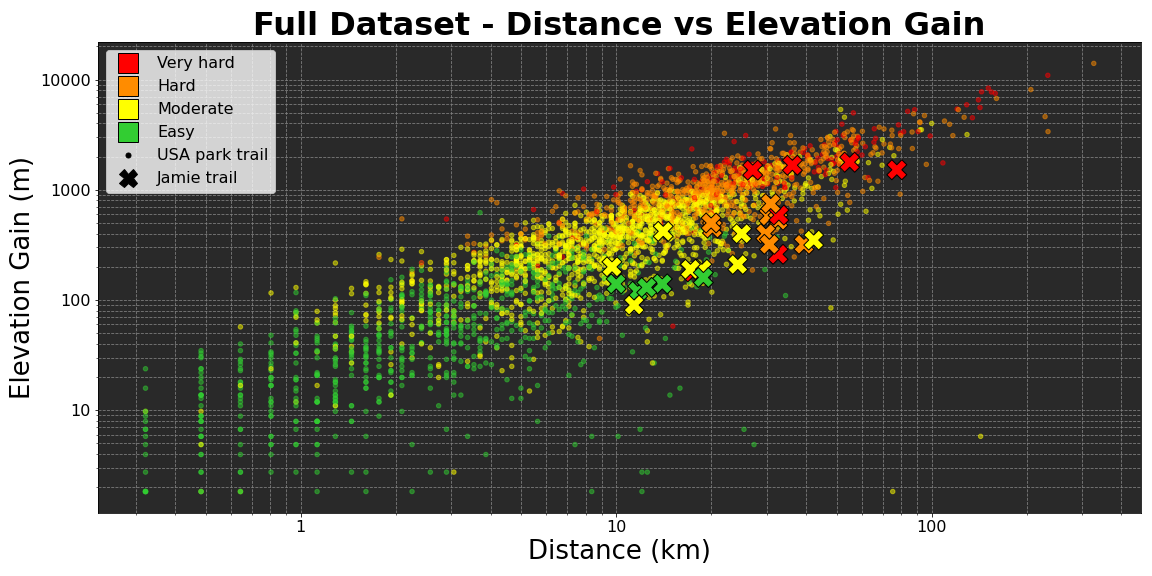 Full Dataset - Distance vs Elevation Gain
Very hard
Hard
Moderate
Easy
USA park trail
Jamie trail
Elevation Gain (m)
10000
1000
100
10
1
10
100
Distance (km)